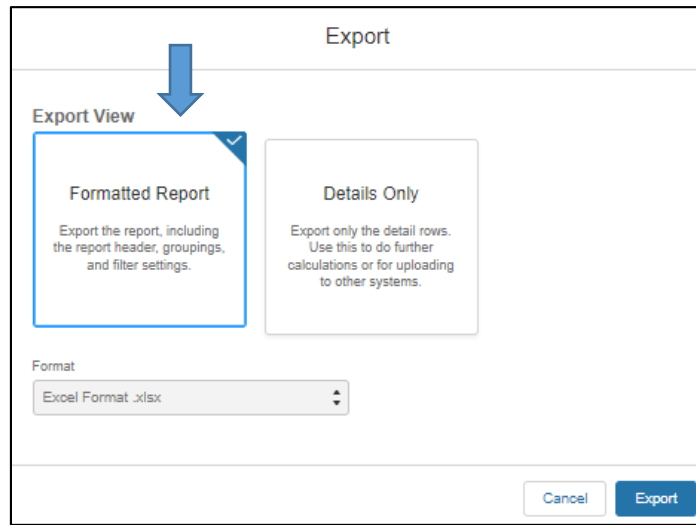 Export
Export View
Formatted Report
Export the report, including
the report header, groupings,
and filter settings.
Details Only
Export only the detail rows.
Use this to do further
calculations or for uploading
to other systems.
Format
Excel Format .xlsx
Cancel
Export